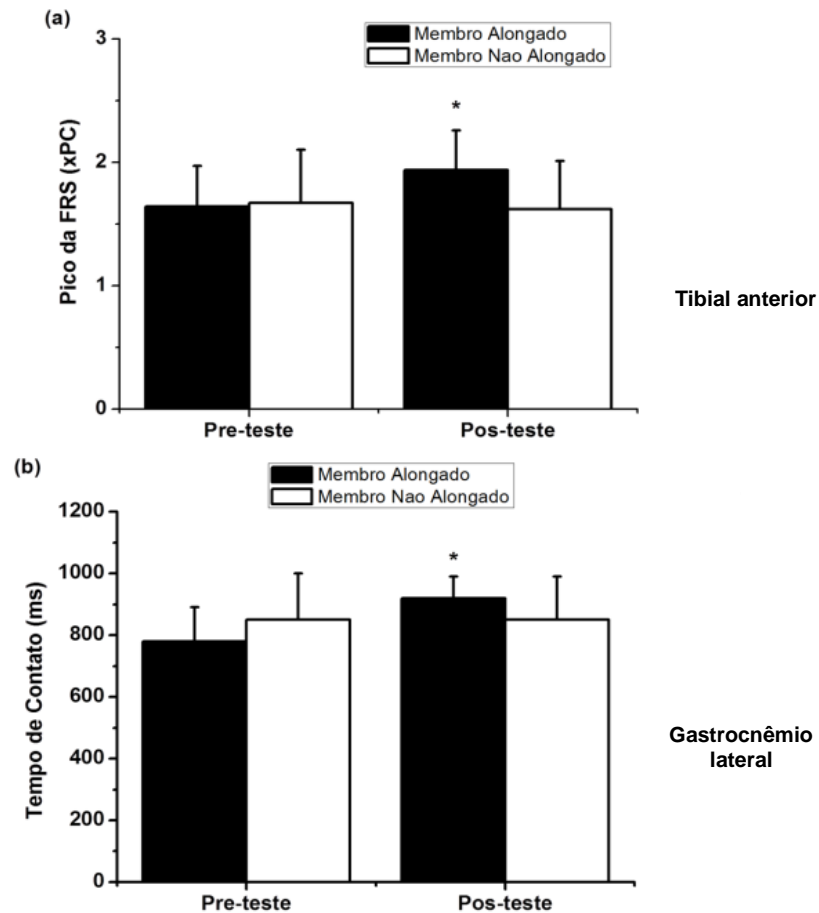 (a)
Membro Alongado
Membro Nao Alongado
3
2
1
0
Pico da FRS (xPC)
*
Pre-teste
Pos-teste
Tibial anterior
(b)
Membro Alongado
Membro Nao Alongado
1200
1000
800
600
400
200
0
Tempo de Contato (ms)
*
Pre-teste
Pos-teste
Gastrocnêmio
lateral